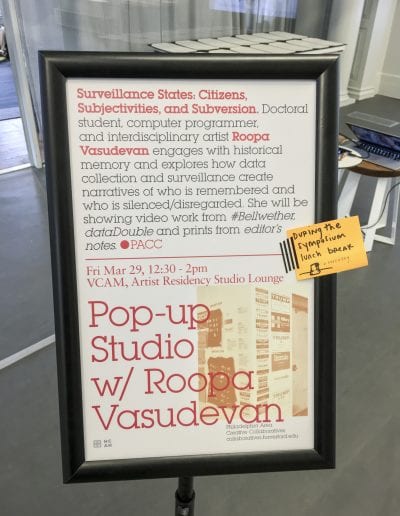 Surveillance States: Citizens,
Subjectivities, and Subversion. Doctoral
student, computer programmer,
and interdisciplinary artist Roopa
Vasudevan engages with historical
memory and explores how data
collection and surveillance create
narratives of who is remembered and
who is silenced/disregarded. She will be
showing video work from #Bellwether,
dataDouble and prints from editor's
notes. PACC
DURING THE
SYMPOSIUM
LUNCH BREAK
Fri Mar 29, 12:30 - 2pm
VCAM, Artist Residency Studio Lounge
Pop-up
Studio
w/ Roopa
Vasudevan
Philadelphia Area
Creative Collaboratives
collaboratives.haverford.edu